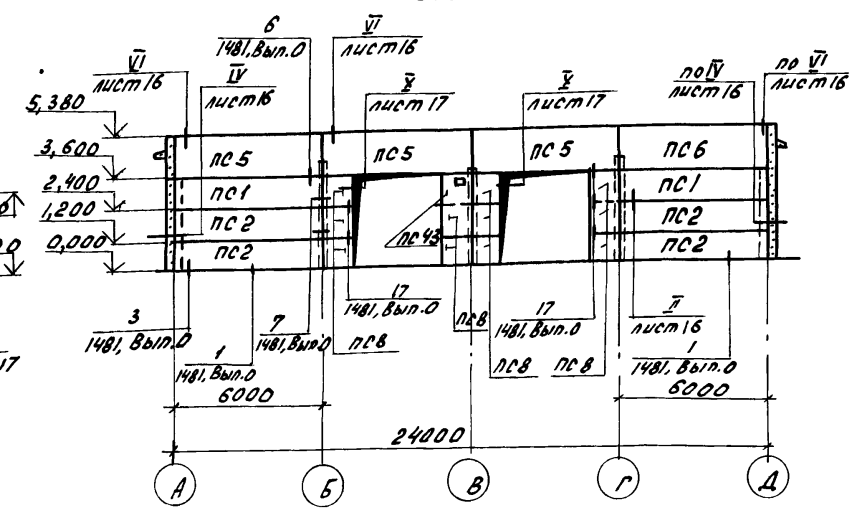 6
1481, Вып.0
VI
лист 16
VI
лист 16
IV
лист 16
X
лист 17
X
лист 17
по IV
лист 16
по VI
лист 16
5,380
3,600
2,400
1,200
0,000
ПС 5
ПС 5
ПС 5
ПС 6
ПС 1
ПС 1
ПС 2
ПС 43
ПС 2
ПС 2
ПС 2
3
1481, Вып.0
1
1481, Вып.0
7
1481, Вып.0
17
1481, Вып.0
ПС 8
ПС 8
17
1481, Вып.0
ПС 8
ПС 8
II
лист 16
1
1481, Вып.0
17
6000
6000
24000
А
Б
В
Г
Д